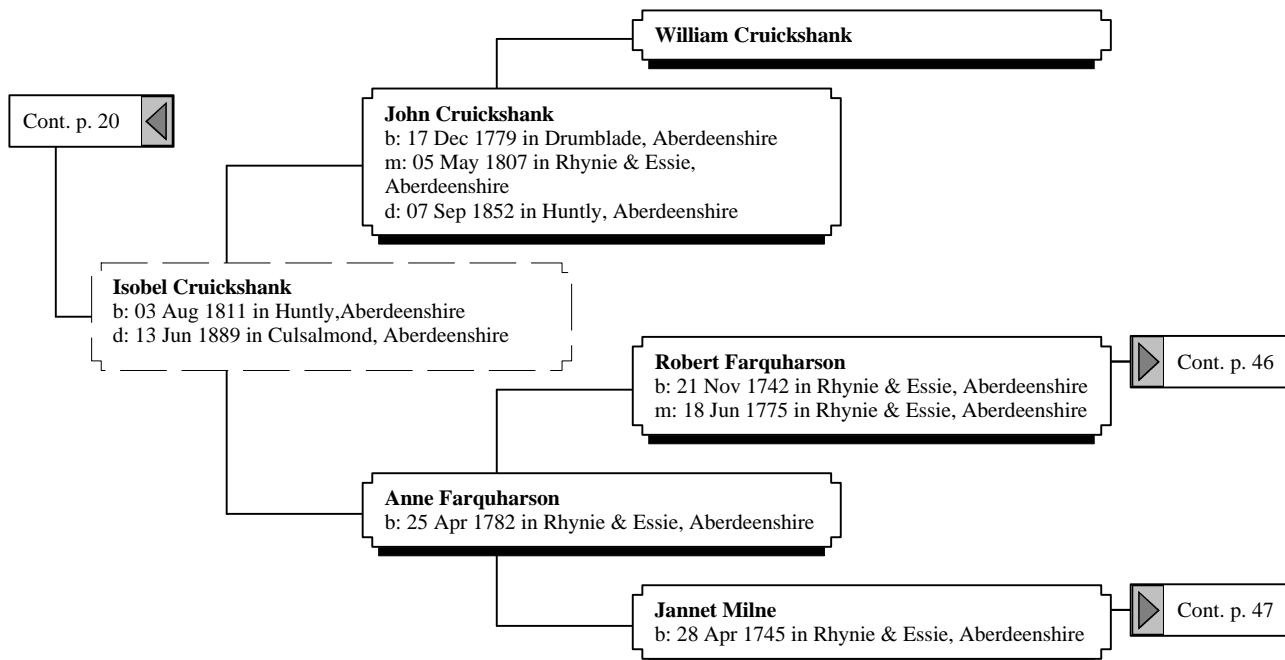 William Cruickshank
Cont. p. 20
John Cruickshank
b: 17 Dec 1779 in Drumblade, Aberdeenshire
m: 05 May 1807 in Rhynie & Essie,
Aberdeenshire
d: 07 Sep 1852 in Huntly, Aberdeenshire
Isobel Cruickshank
b: 03 Aug 1811 in Huntly,Aberdeenshire
d: 13 Jun 1889 in Culsalmond, Aberdeenshire
Robert Farquharson
b: 21 Nov 1742 in Rhynie & Essie, Aberdeenshire
m: 18 Jun 1775 in Rhynie & Essie, Aberdeenshire
Cont. p. 46
Anne Farquharson
b: 25 Apr 1782 in Rhynie & Essie, Aberdeenshire
Jannet Milne
b: 28 Apr 1745 in Rhynie & Essie, Aberdeenshire
Cont. p. 47